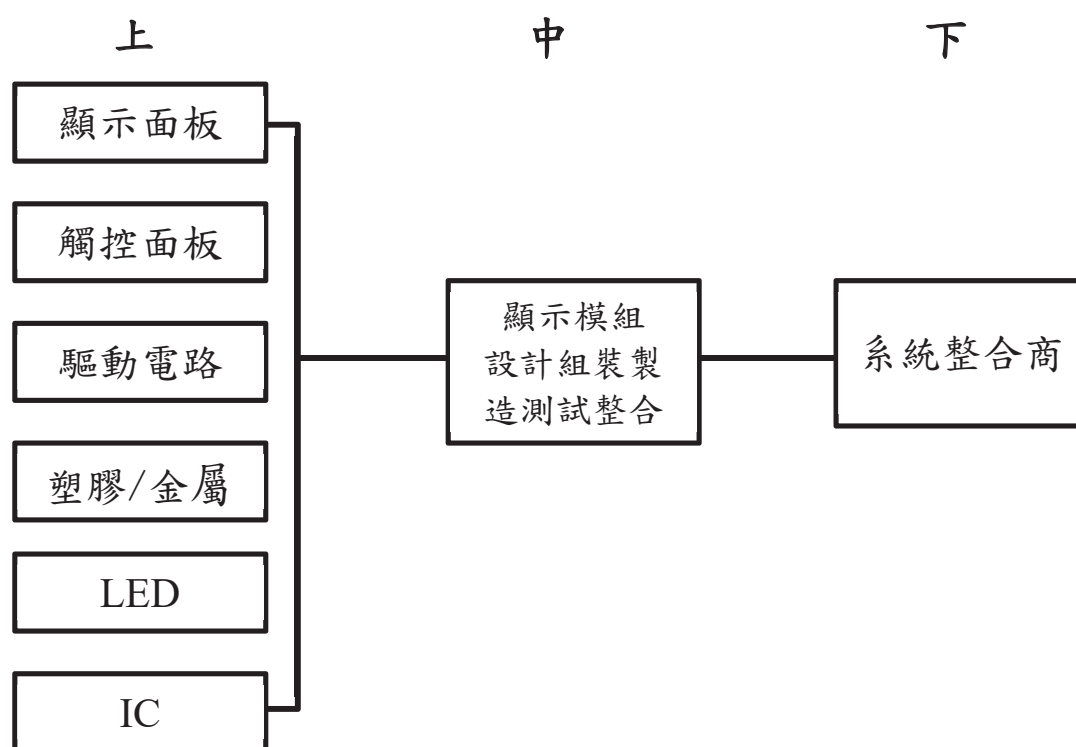 上 中 下
顯示面板
觸控面板
驅動電路
塑膠/金屬
LED
IC
顯示模組
設計組裝製
造測試整合
系統整合商